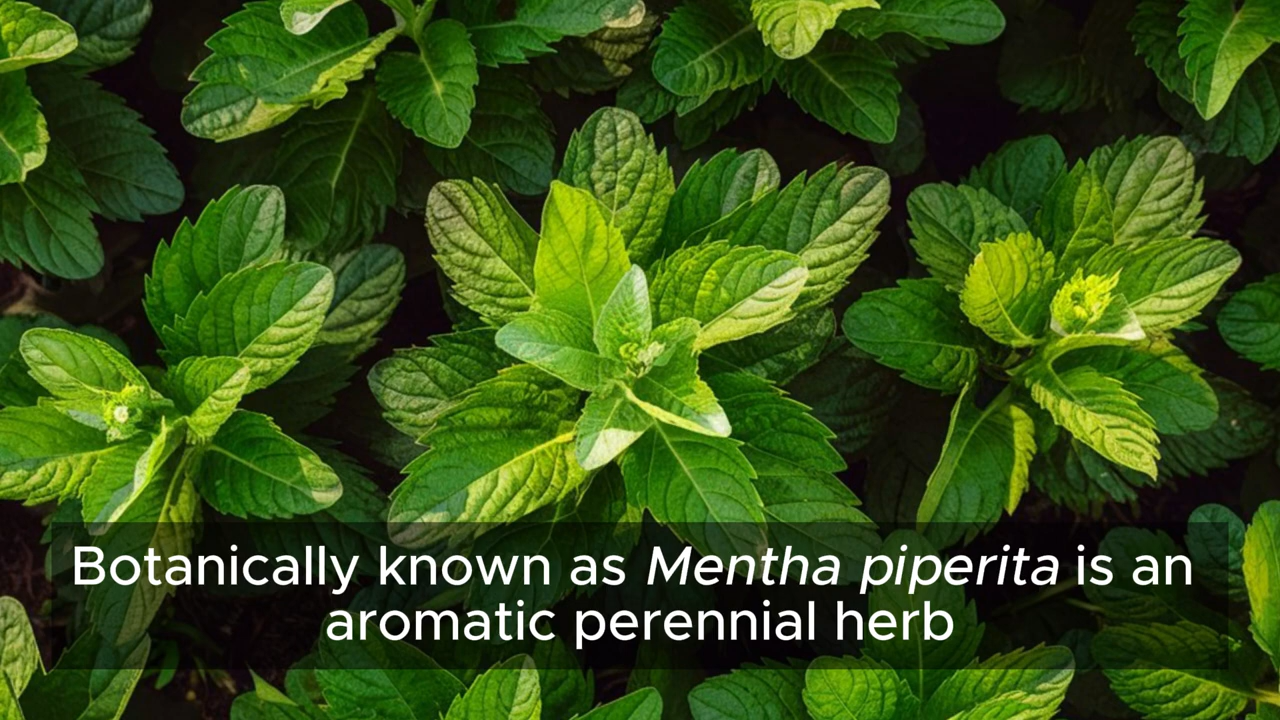 Botanically known as Mentha piperita is an
aromatic perennial herb